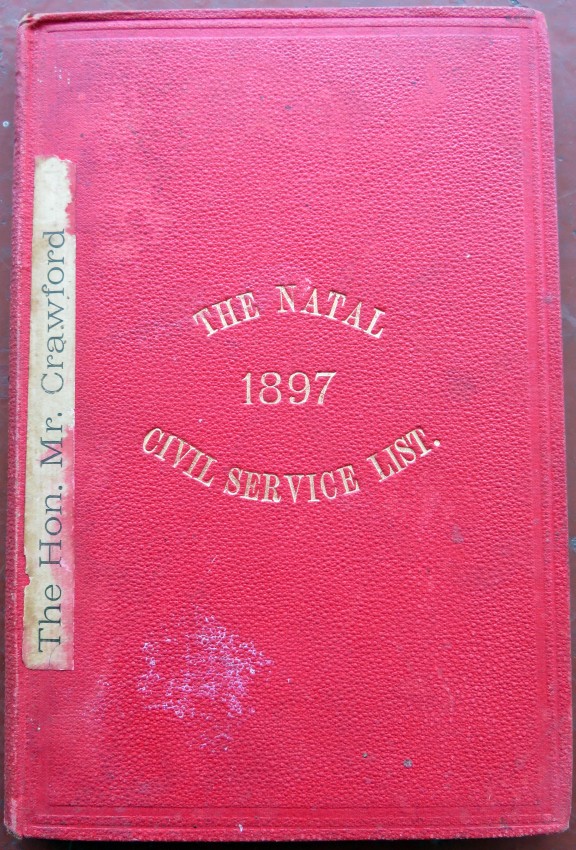 The Hon. Mr. Crawford
THE NATAL
1897
CIVIL SERVICE LIST.